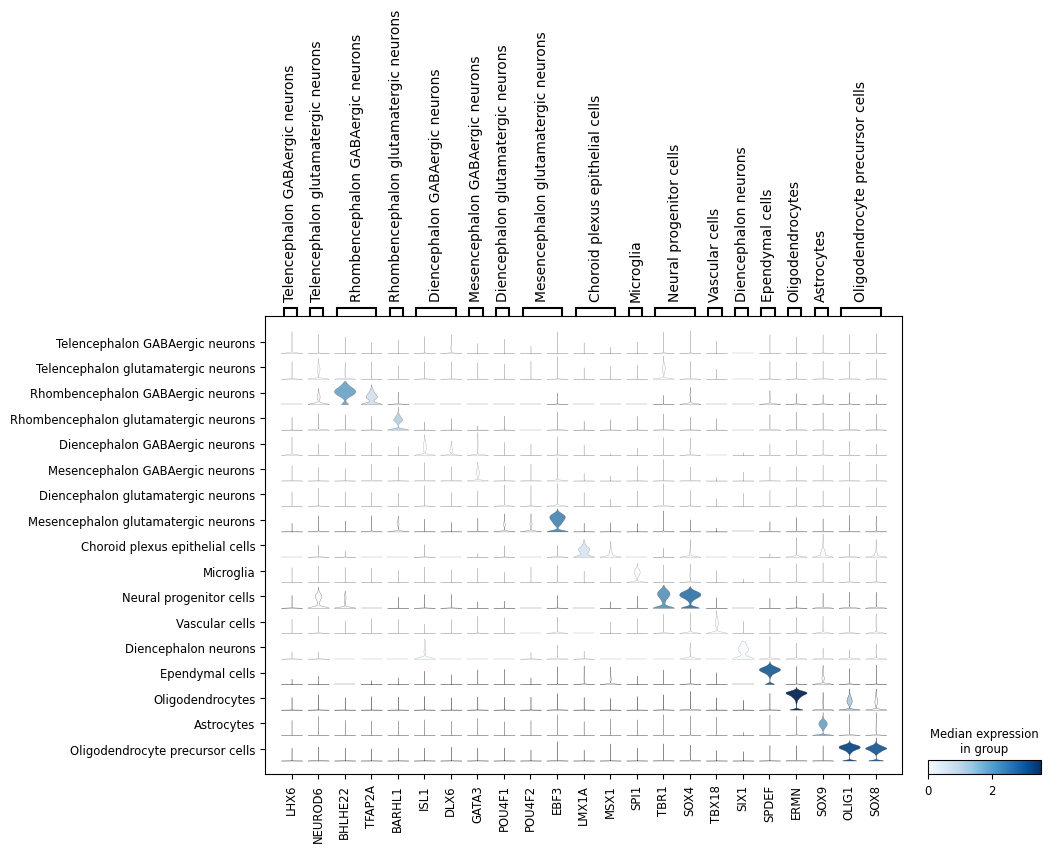 Telencephalon GABAergic neurons
Telencephalon glutamatergic neurons
Rhombencephalon GABAergic neurons
Rhombencephalon glutamatergic neurons
Diencephalon GABAergic neurons
Mesencephalon GABAergic neurons
Diencephalon glutamatergic neurons
Mesencephalon glutamatergic neurons
Choroid plexus epithelial cells
Microglia
Neural progenitor cells
Vascular cells
Diencephalon neurons
Ependymal cells
Oligodendrocytes
Astrocytes
Oligodendrocyte precursor cells
Telencephalon GABAergic neurons
Telencephalon glutamatergic neurons
Rhombencephalon GABAergic neurons
Rhombencephalon glutamatergic neurons
Diencephalon GABAergic neurons
Mesencephalon GABAergic neurons
Diencephalon glutamatergic neurons
Mesencephalon glutamatergic neurons
Choroid plexus epithelial cells
Microglia
Neural progenitor cells
Vascular cells
Diencephalon neurons
Ependymal cells
Oligodendrocytes
Astrocytes
Oligodendrocyte precursor cells
LHX6
NEUROD6
BHLHE22
TFAP2A
BARHL1
ISL1
DLX6
GATA3
POU4F1
POU4F2
EBF3
LMX1A
MSX1
SPI1
TBR1
SOX4
TBX18
SIX1
SPDEF
ERMN
SOX9
OLIG1
SOX8
Median expression
in group
0 2